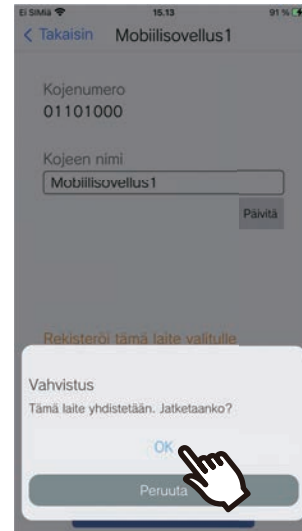 Ei SIMiä
15.13
91 %
Takaisin
Mobiilisovellus1
Kojenumero
01101000
Kojeen nimi
Mobiilisovellus1
Päivitä
Rekisteröi tämä laite valitulle
Vahvistus
Tämä laite yhdistetään. Jatketaanko?
OK
Peruuta